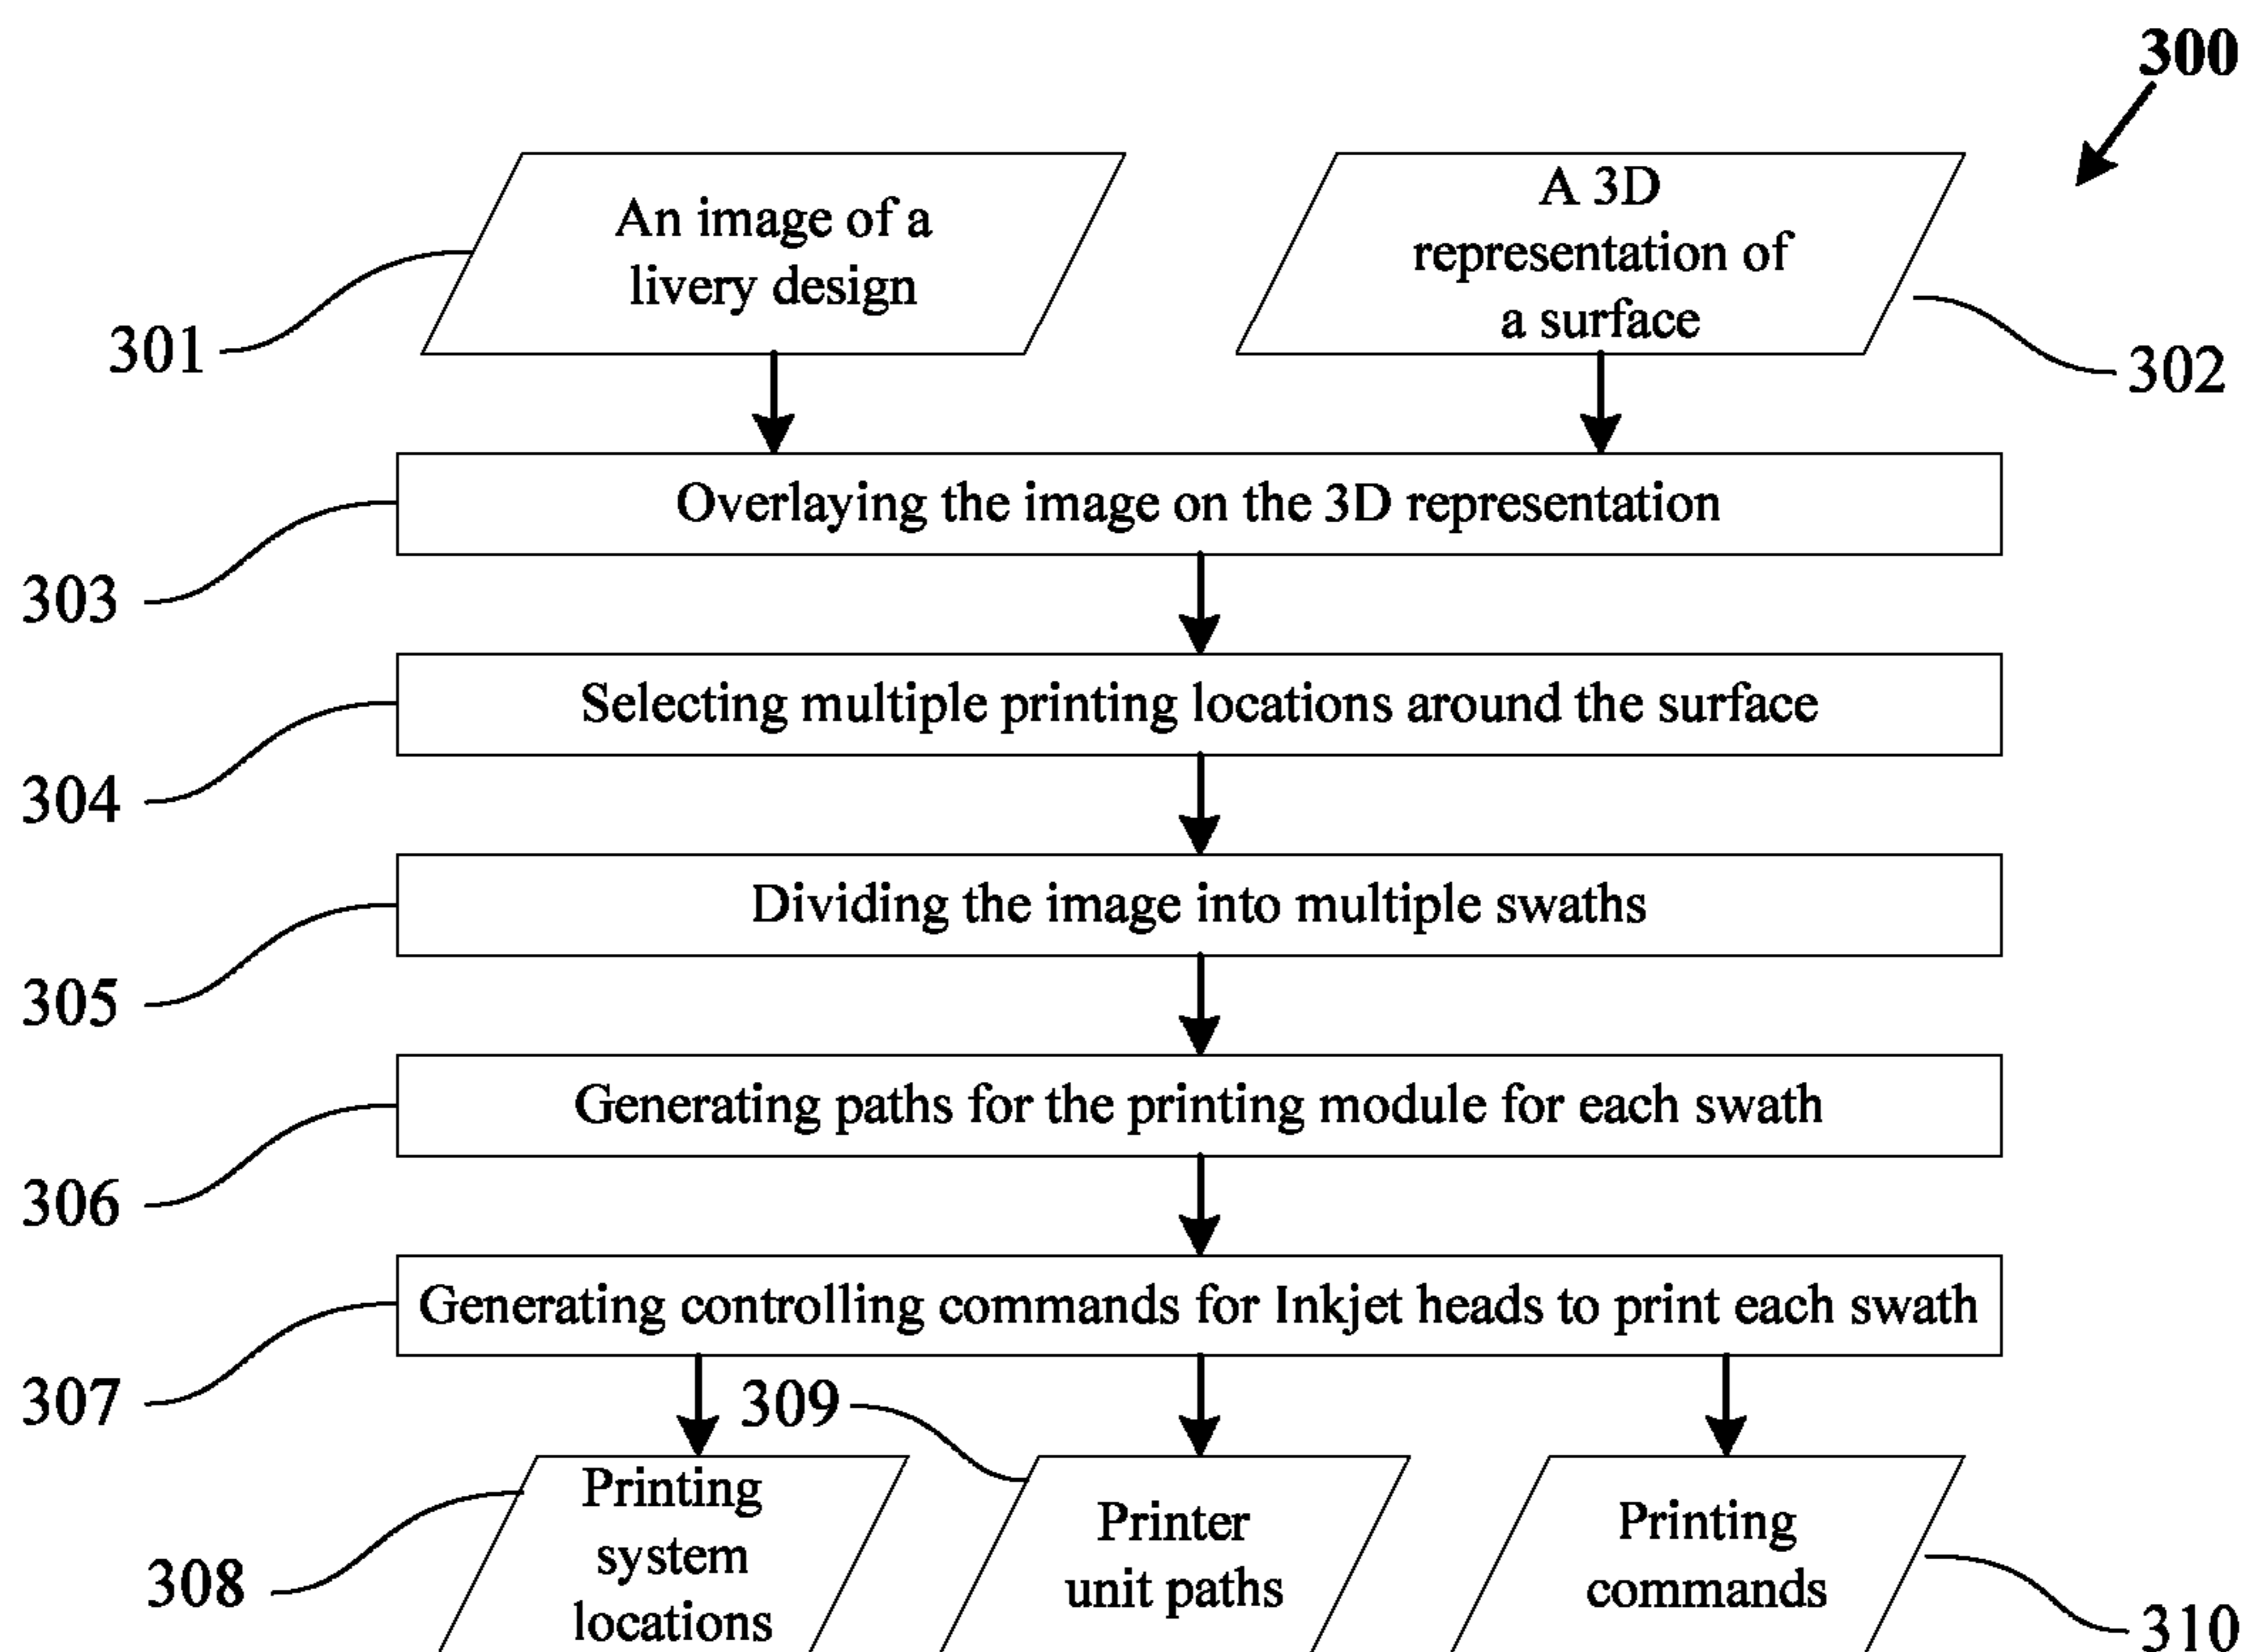 300
An image of a
livery design
A 3D
representation of
a surface
301
302
Overlaying the image on the 3D representation
303
Selecting multiple printing locations around the surface
304
Dividing the image into multiple swaths
305
Generating paths for the printing module for each swath
306
Generating controlling commands for Inkjet heads to print each swath
307
309
Printing
system
locations
308
Printer
unit paths
Printing
commands
310